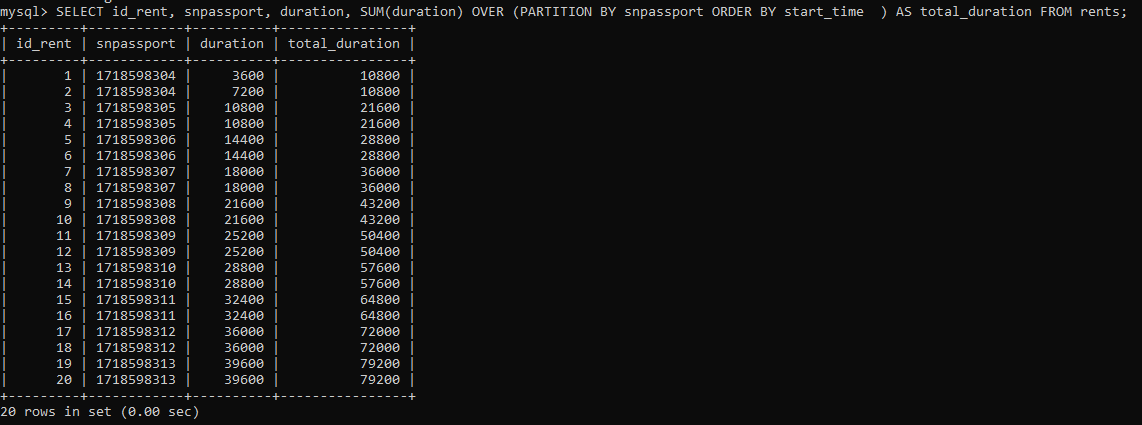 mysql> SELECT id_rent, snpassport, duration, SUM(duration) OVER (PARTITION BY snpassport ORDER BY start_time  ) AS total_duration FROM rents;
+---------+------------+----------+----------------+
| id_rent | snpassport | duration | total_duration |
+---------+------------+----------+----------------+
|       1 | 1718598304 |     3600 |          10800 |
|       2 | 1718598304 |     7200 |          10800 |
|       3 | 1718598305 |    10800 |          21600 |
|       4 | 1718598305 |    10800 |          21600 |
|       5 | 1718598306 |    14400 |          28800 |
|       6 | 1718598306 |    14400 |          28800 |
|       7 | 1718598307 |    18000 |          36000 |
|       8 | 1718598307 |    18000 |          36000 |
|       9 | 1718598308 |    21600 |          43200 |
|      10 | 1718598308 |    21600 |          43200 |
|      11 | 1718598309 |    25200 |          50400 |
|      12 | 1718598309 |    25200 |          50400 |
|      13 | 1718598310 |    28800 |          57600 |
|      14 | 1718598310 |    28800 |          57600 |
|      15 | 1718598311 |    32400 |          64800 |
|      16 | 1718598311 |    32400 |          64800 |
|      17 | 1718598312 |    36000 |          72000 |
|      18 | 1718598312 |    36000 |          72000 |
|      19 | 1718598313 |    39600 |          79200 |
|      20 | 1718598313 |    39600 |          79200 |
+---------+------------+----------+----------------+
20 rows in set (0.00 sec)